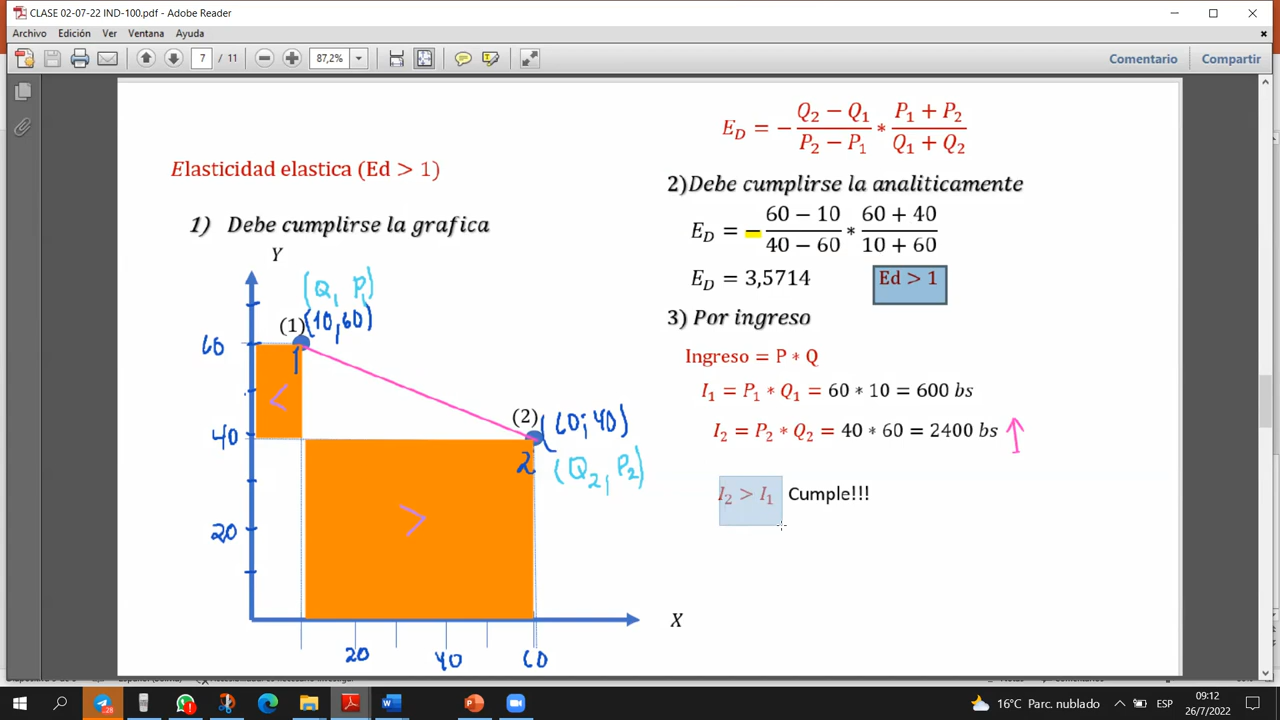 CLASE 02-07-22 IND-100.pdf - Adobe Reader
Archivo Edición Ver Ventana Ayuda
7 / 11 87,2% Comentario Compartir
Elasticidad elastica (Ed > 1)
1) Debe cumplirse la grafica
Y
(Q1, P1)
(1) (10,60)
60
1
<
(2) (60; 40)
40
2 (Q2, P2)
>
20
X
20 40 60
E_D = − (Q2 − Q1)/(P2 − P1) * (P1 + P2)/(Q1 + Q2)
2)Debe cumplirse la analiticamente
E_D = − (60 − 10)/(40 − 60) * (60 + 40)/(10 + 60)
E_D = 3,5714 Ed > 1
3) Por ingreso
Ingreso = P * Q
I1 = P1 * Q1 = 60 * 10 = 600 bs
I2 = P2 * Q2 = 40 * 60 = 2400 bs ↑
I2 > I1 Cumple!!!
16°C Parc. nublado ESP 09:12
26/7/2022